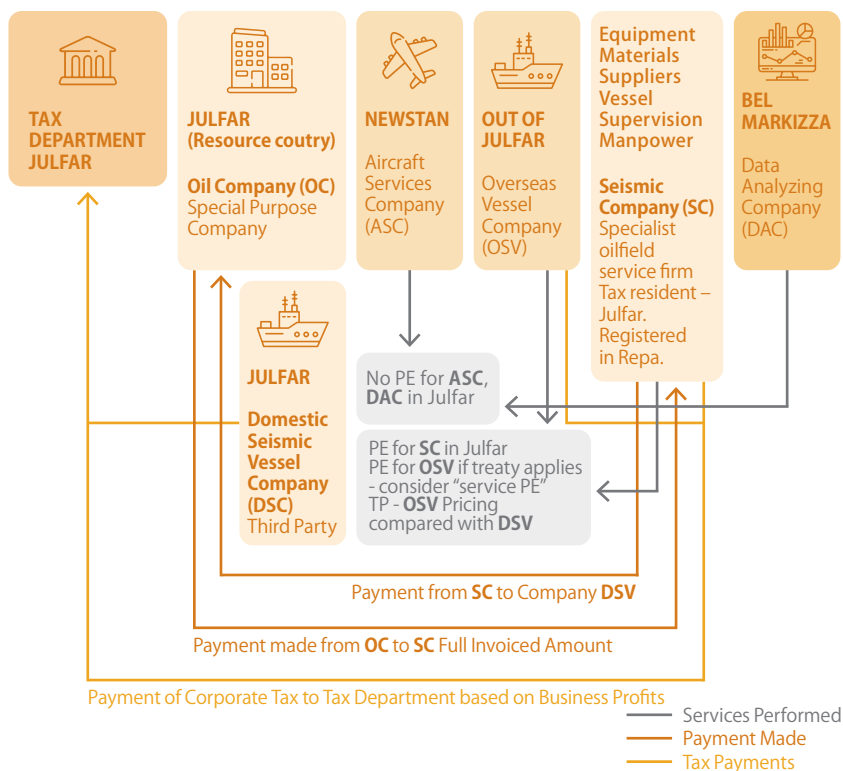 TAX
DEPARTMENT
JULFAR
JULFAR
(Resource coutry)
Oil Company (OC)
Special Purpose
Company
NEWSTAN
Aircraft
Services
Company
(ASC)
OUT OF
JULFAR
Overseas
Vessel
Company
(OSV)
Equipment
Materials
Suppliers
Vessel
Supervision
Manpower
Seismic
Company (SC)
Specialist
oilfield
service firm
Tax resident –
Julfar.
Registered
in Repa.
BEL
MARKIZZA
Data
Analyzing
Company
(DAC)
JULFAR
Domestic
Seismic
Vessel
Company
(DSC)
Third Party
No PE for ASC,
DAC in Julfar
PE for SC in Julfar
PE for OSV if treaty applies
- consider “service PE”
TP - OSV Pricing
compared with DSV
Payment from SC to Company DSV
Payment made from OC to SC Full Invoiced Amount
Payment of Corporate Tax to Tax Department based on Business Profits
Services Performed
Payment Made
Tax Payments